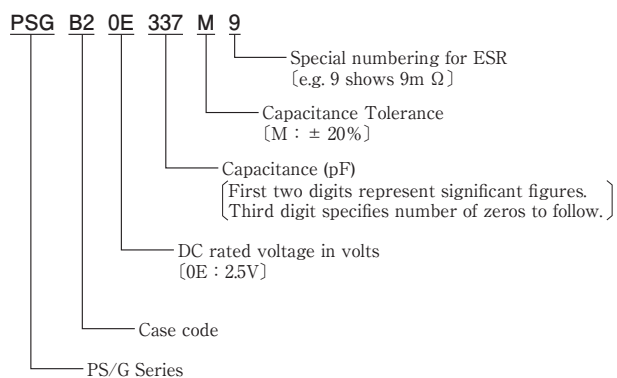 PSG B2 0E 337 M 9
Special numbering for ESR
〔e.g. 9 shows 9m Ω〕
Capacitance Tolerance
〔M : ± 20%〕
Capacitance (pF)
First two digits represent significant figures.
Third digit specifies number of zeros to follow.
DC rated voltage in volts
〔0E : 2.5V〕
Case code
PS/G Series